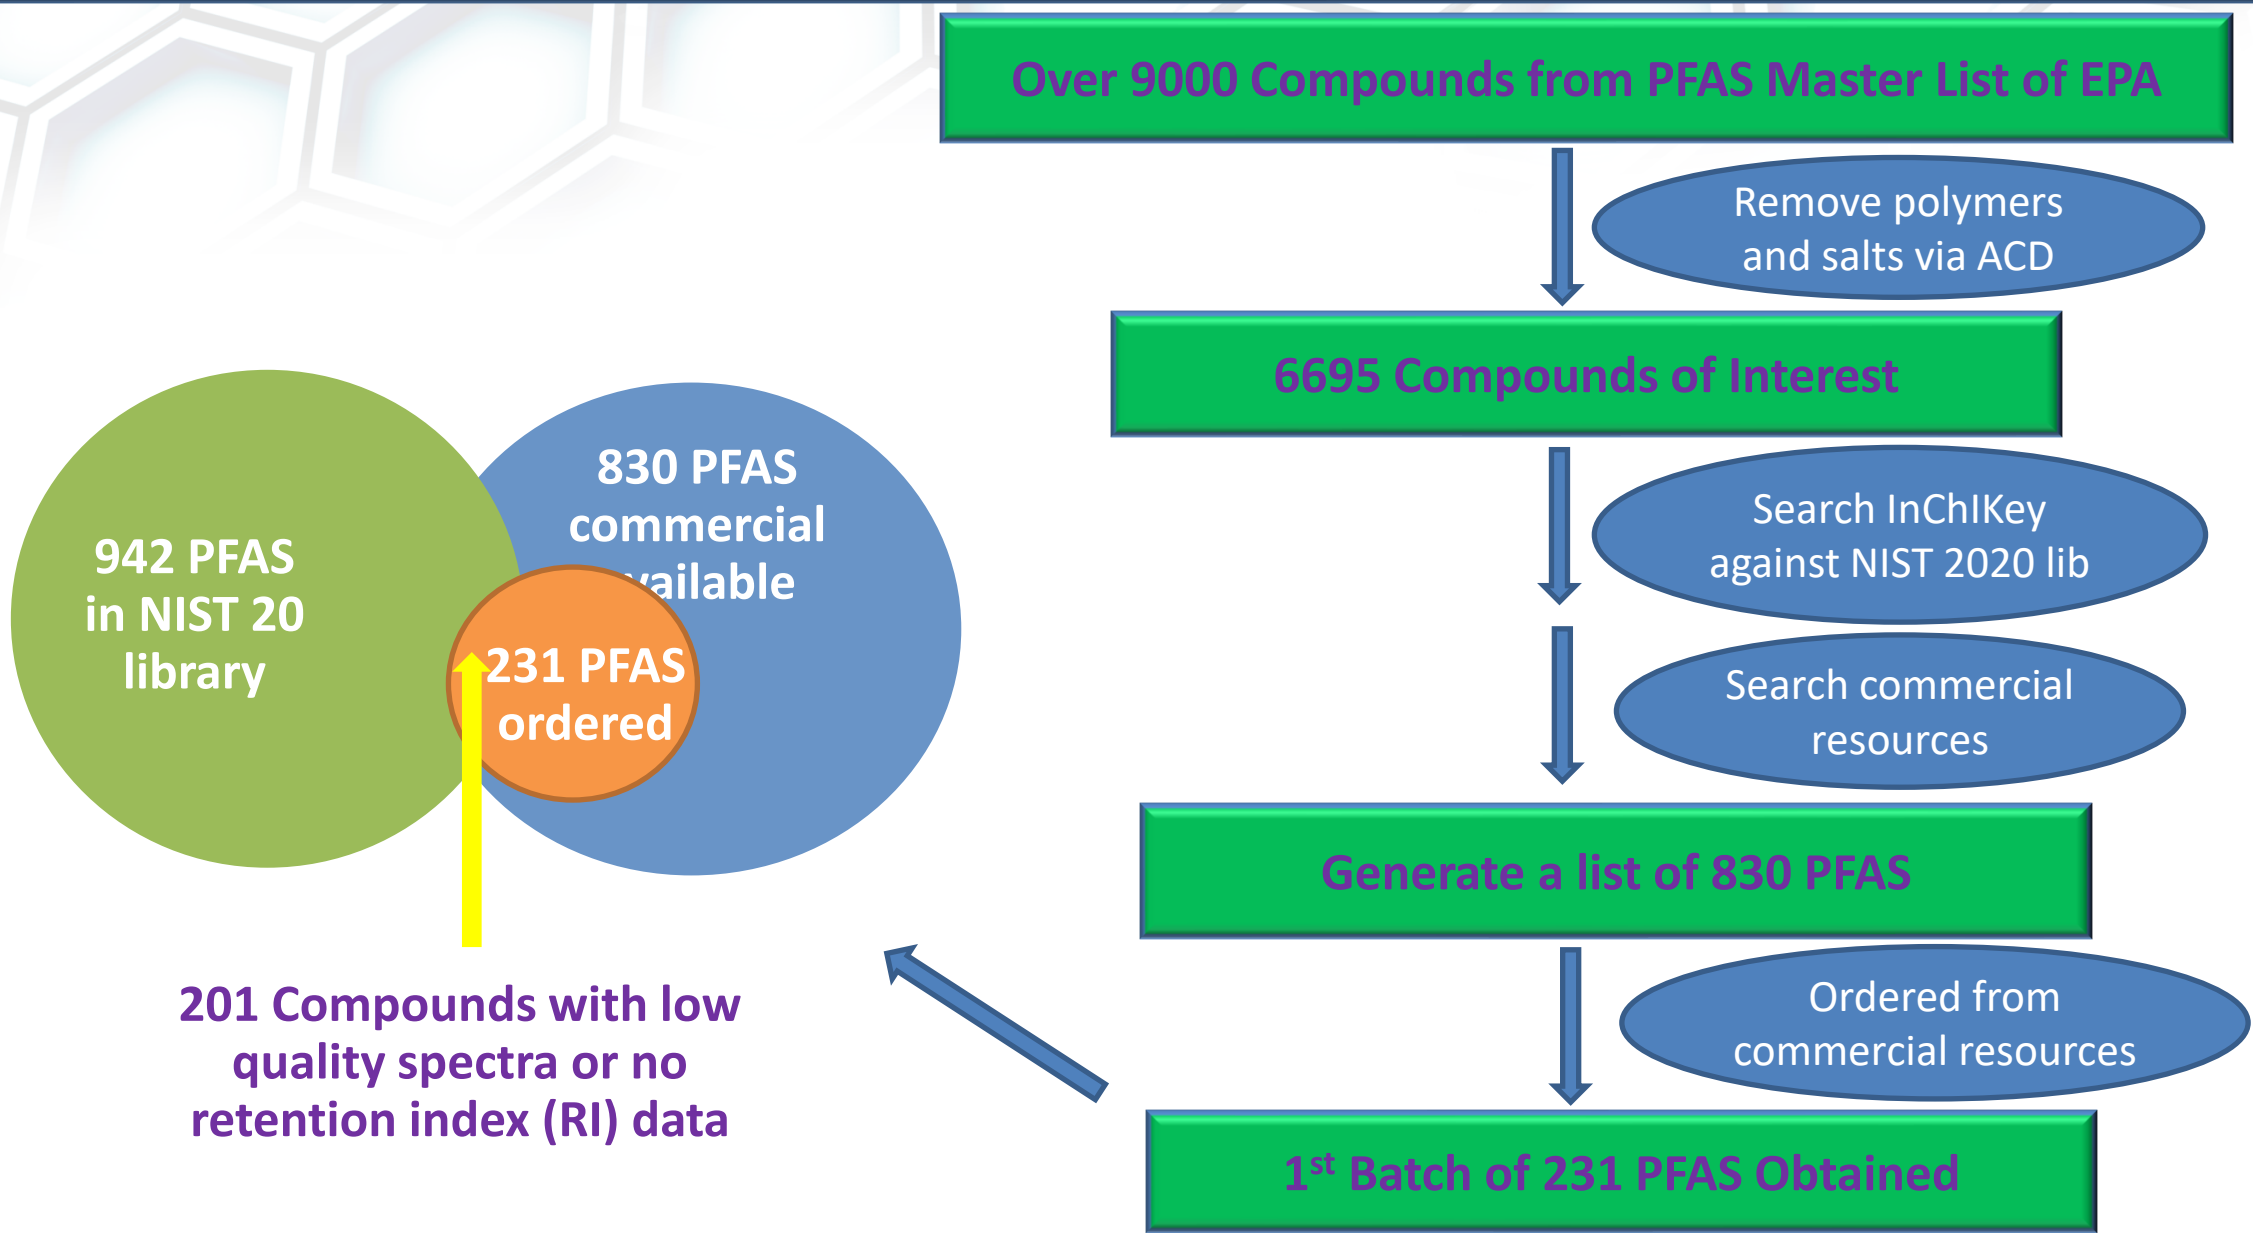 Over 9000 Compounds from PFAS Master List of EPA
Remove polymers
and salts via ACD
6695 Compounds of Interest
Search InChIKey
against NIST 2020 lib
Search commercial
resources
Generate a list of 830 PFAS
Ordered from
commercial resources
1st Batch of 231 PFAS Obtained
942 PFAS
in NIST 20
library
830 PFAS
commercial
vailable
231 PFAS
ordered
201 Compounds with low
quality spectra or no
retention index (RI) data